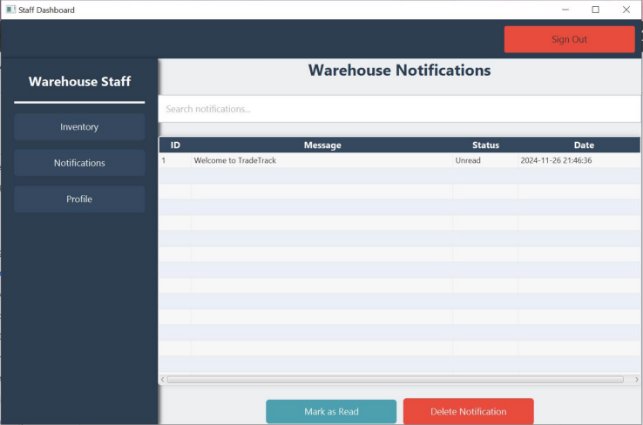 Staff Dashboard
Sign Out
Warehouse Staff
Inventory
Notifications
Profile
Warehouse Notifications
Search notifications..
ID Message Status Date
1 Welcome to TradeTrack Unread 2024-11-26 21:46:36
Mark as Read Delete Notification